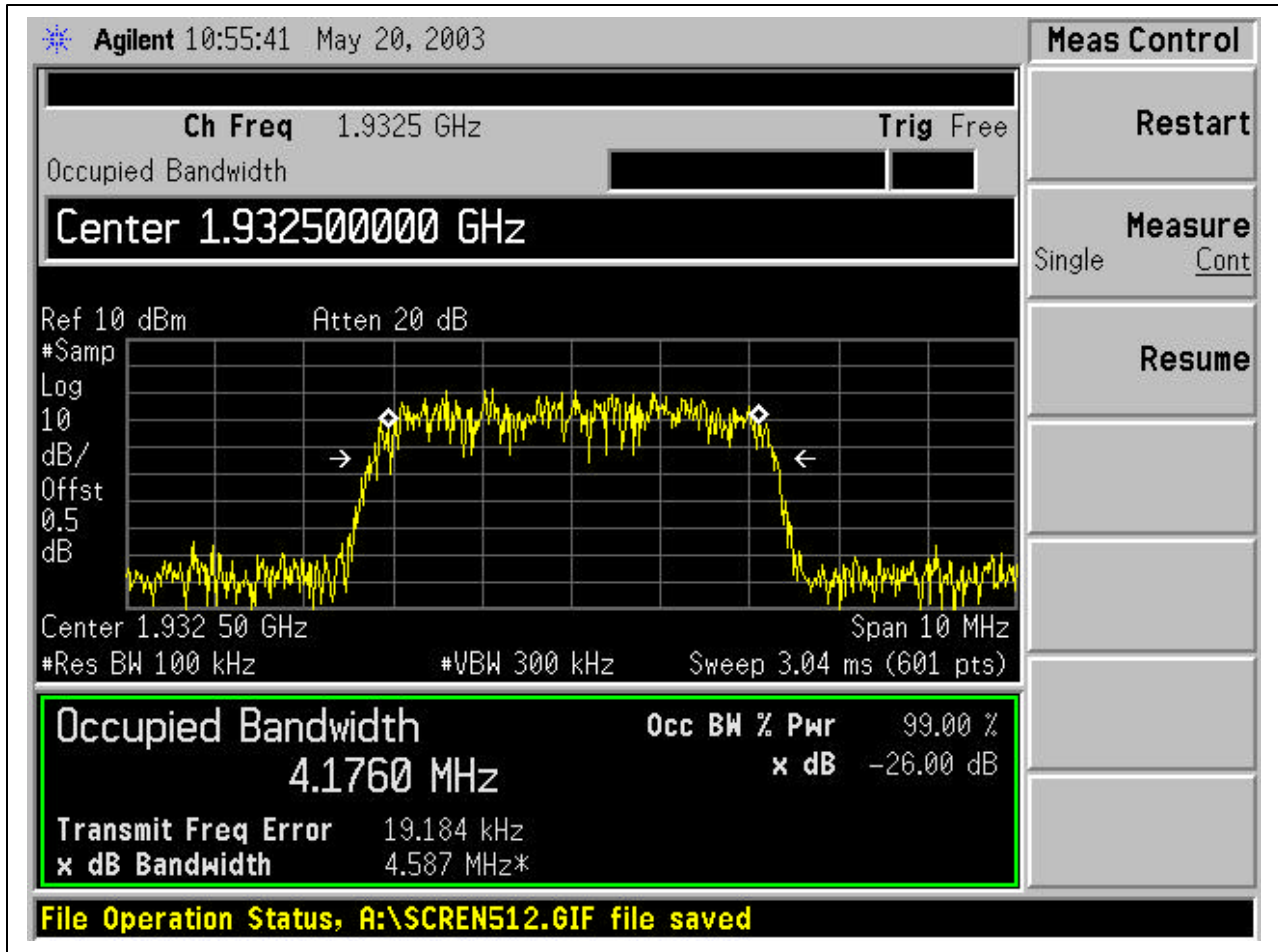 Agilent 10:55:41 May 20, 2003
Meas Control
Ch Freq 1.9325 GHz
Trig Free
Occupied Bandwidth
Center 1.932500000 GHz
Ref 10 dBm
Atten 20 dB
#Samp
Log
10
dB/
Offst
0.5
dB
Center 1.932 50 GHz
Span 10 MHz
#Res BW 100 kHz
#VBW 300 kHz
Sweep 3.04 ms (601 pts)
Occupied Bandwidth
4.1760 MHz
Occ BW % Pwr 99.00 %
x dB -26.00 dB
Transmit Freq Error 19.184 kHz
x dB Bandwidth 4.587 MHz*
File Operation Status, A:\SCREN512.GIF file saved
Restart
Measure
Single Cont
Resume